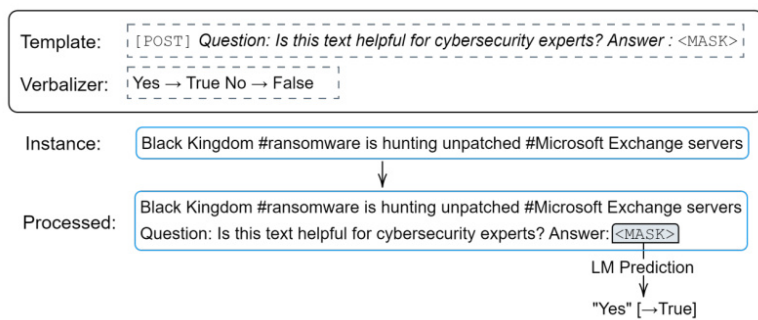 Template: [POST] Question: Is this text helpful for cybersecurity experts? Answer : <MASK>
Verbalizer: Yes → True No → False
Instance: Black Kingdom #ransomware is hunting unpatched #Microsoft Exchange servers
Processed: Black Kingdom #ransomware is hunting unpatched #Microsoft Exchange servers
Question: Is this text helpful for cybersecurity experts? Answer: <MASK>
LM Prediction
"Yes" [→True]